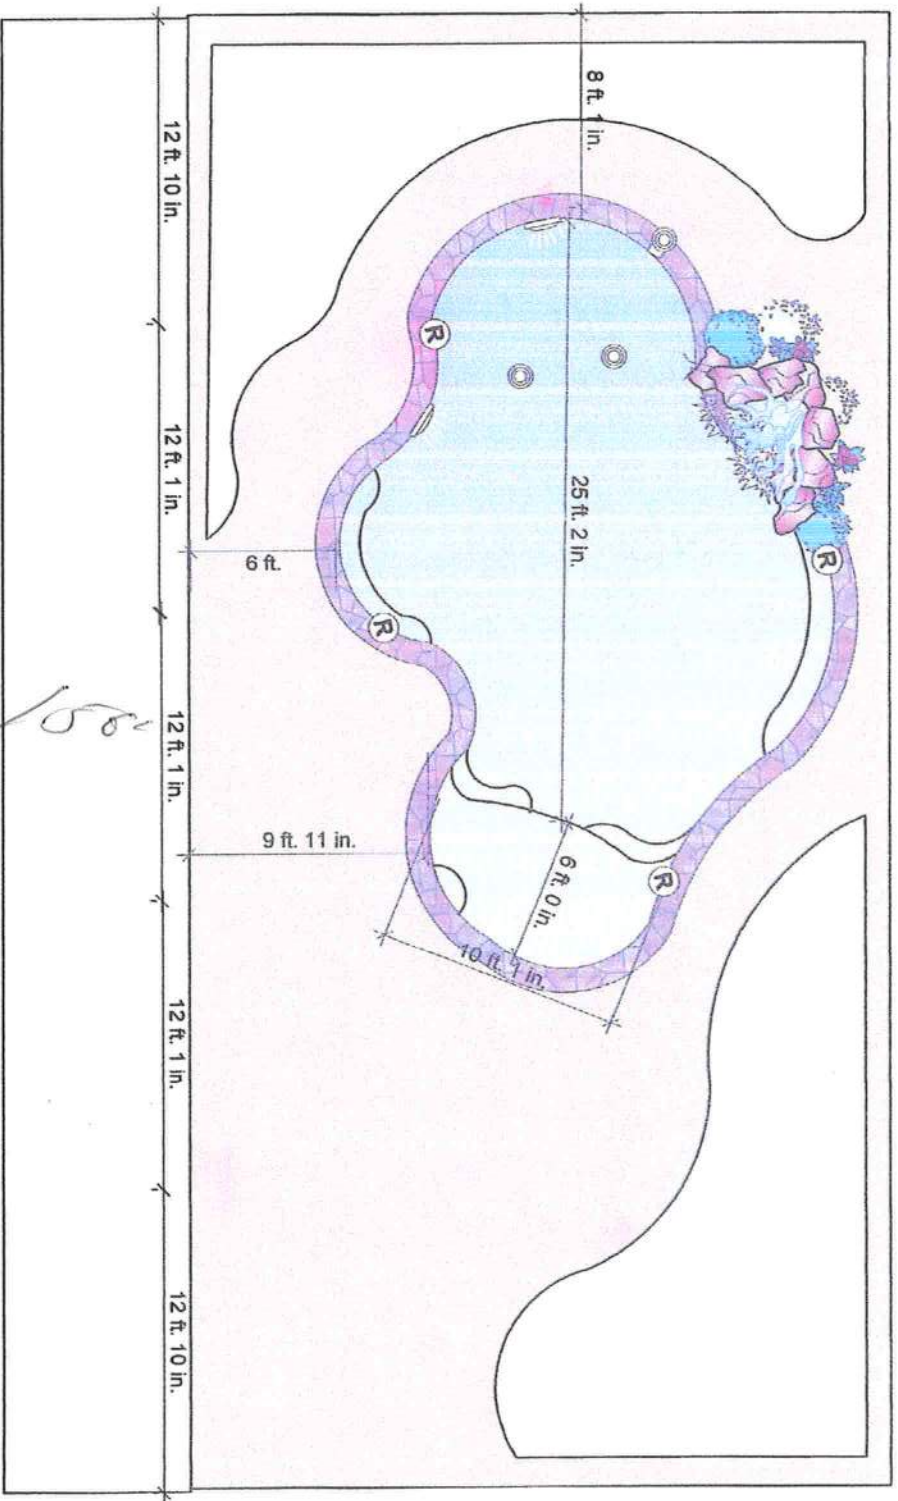 8 ft. 1 in.
12 ft. 10 in.
12 ft. 1 in.
25 ft. 2 in.
6 ft.
R
R
R
12 ft. 1 in.
9 ft. 11 in.
6 ft. 0 in.
R
10 ft. 1 in.
12 ft. 1 in.
12 ft. 10 in.